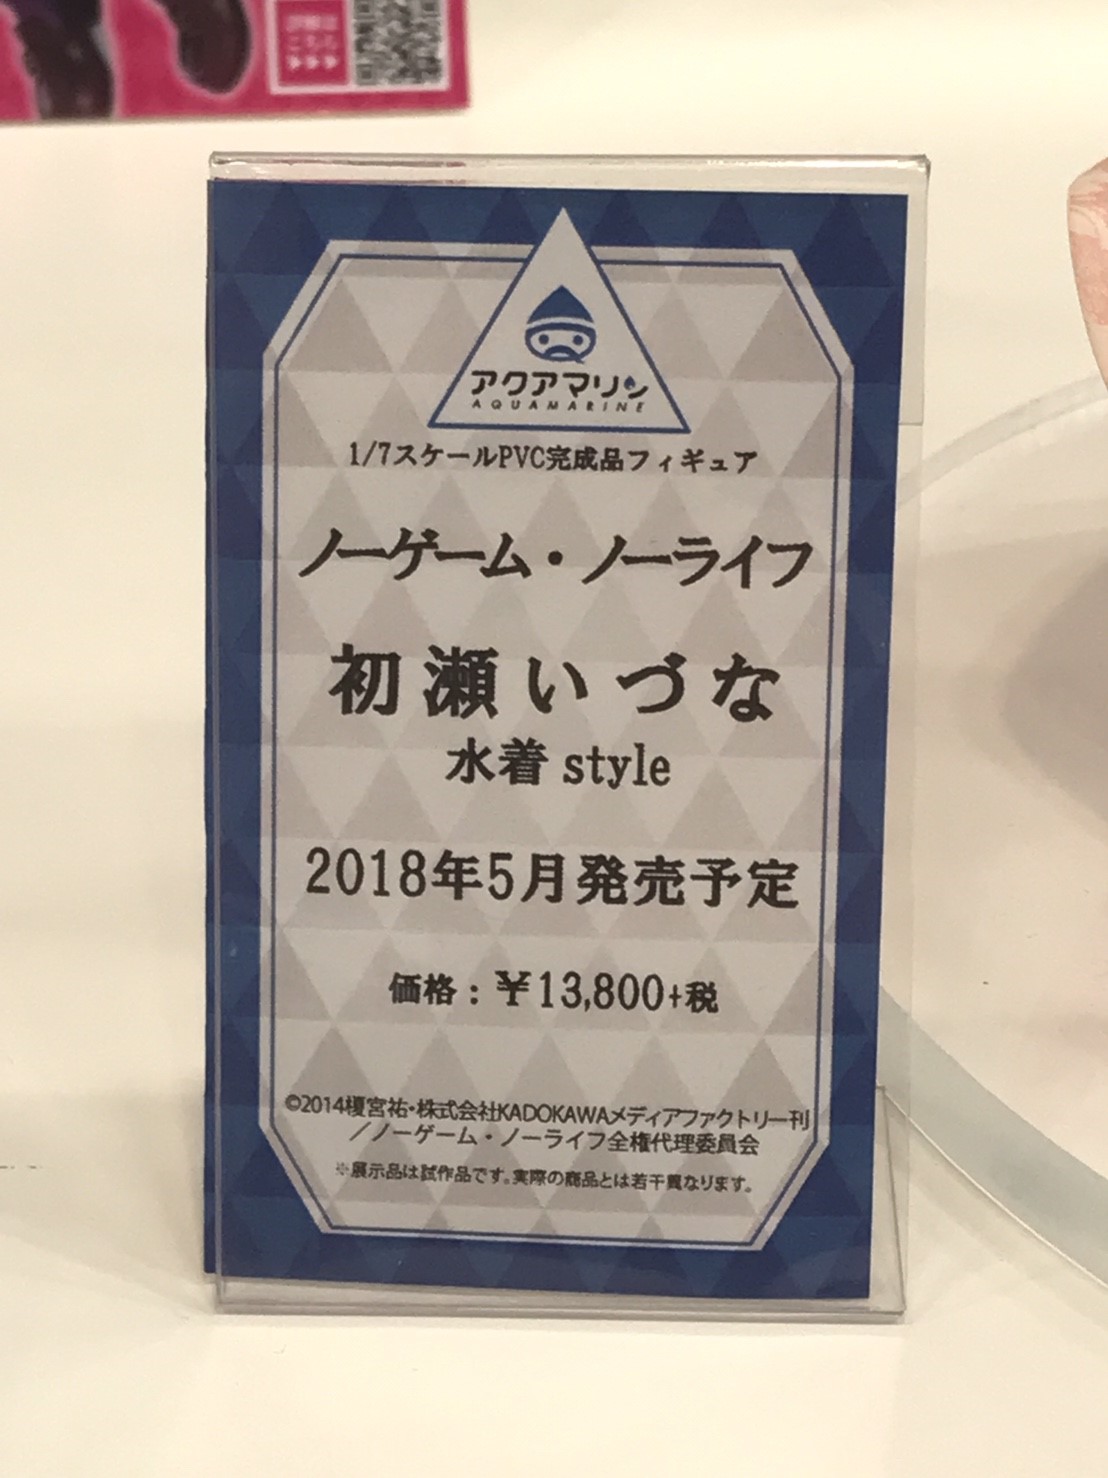 アクアマリン
AQUAMARINE
1/7スケールPVC完成品フィギュア
ノーゲーム・ノーライフ
初瀬いづな
水着 style
2018年5月発売予定
価格：￥13,800+税
©2014榎宮祐・株式会社KADOKAWAメディアファクトリー刊
／ノーゲーム・ノーライフ全権代理委員会
※展示品は試作品です。実際の商品とは若干異なります。